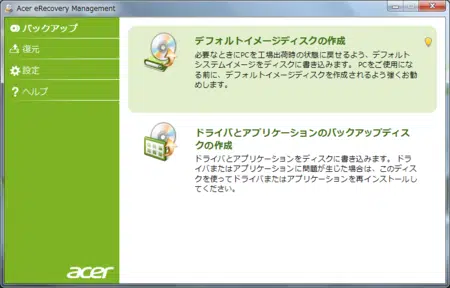 Acer eRecovery Management
バックアップ
復元
設定
ヘルプ
デフォルトイメージディスクの作成
必要なときにPCを工場出荷時の状態に戻せるよう、デフォルト
システムイメージをディスクに書き込みます。 PCをご使用にな
る前に、デフォルトイメージディスクを作成されるよう強くお勧
めします。
ドライバとアプリケーションのバックアップディス
クの作成
ドライバとアプリケーションをディスクに書き込みます。 ドラ
イバまたはアプリケーションに問題が生じた場合は、このディス
クを使ってドライバまたはアプリケーションを再インストールし
てください。
acer